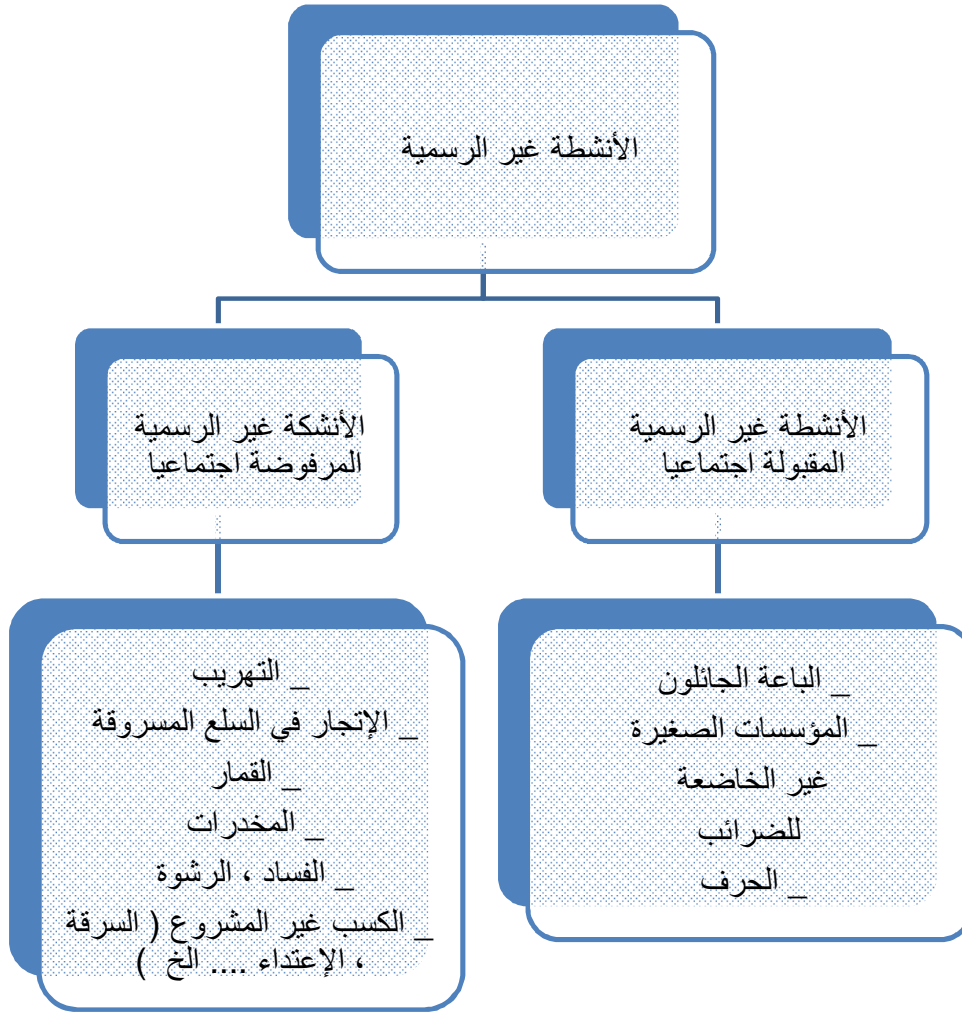 الأنشطة غير الرسمية
الأنشطة غير الرسمية
المقبولة اجتماعيا
الأنشكة غير الرسمية
المرفوضة اجتماعيا
_ الباعة الجائلون
_ المؤسسات الصغيرة
غير الخاضعة
للضرائب
_ الحرف
_ التهريب
_ الإتجار في السلع المسروقة
_ القمار
_ المخدرات
_ الفساد ، الرشوة
_ الكسب غير المشروع ( السرقة
، الإعتداء .... الخ )